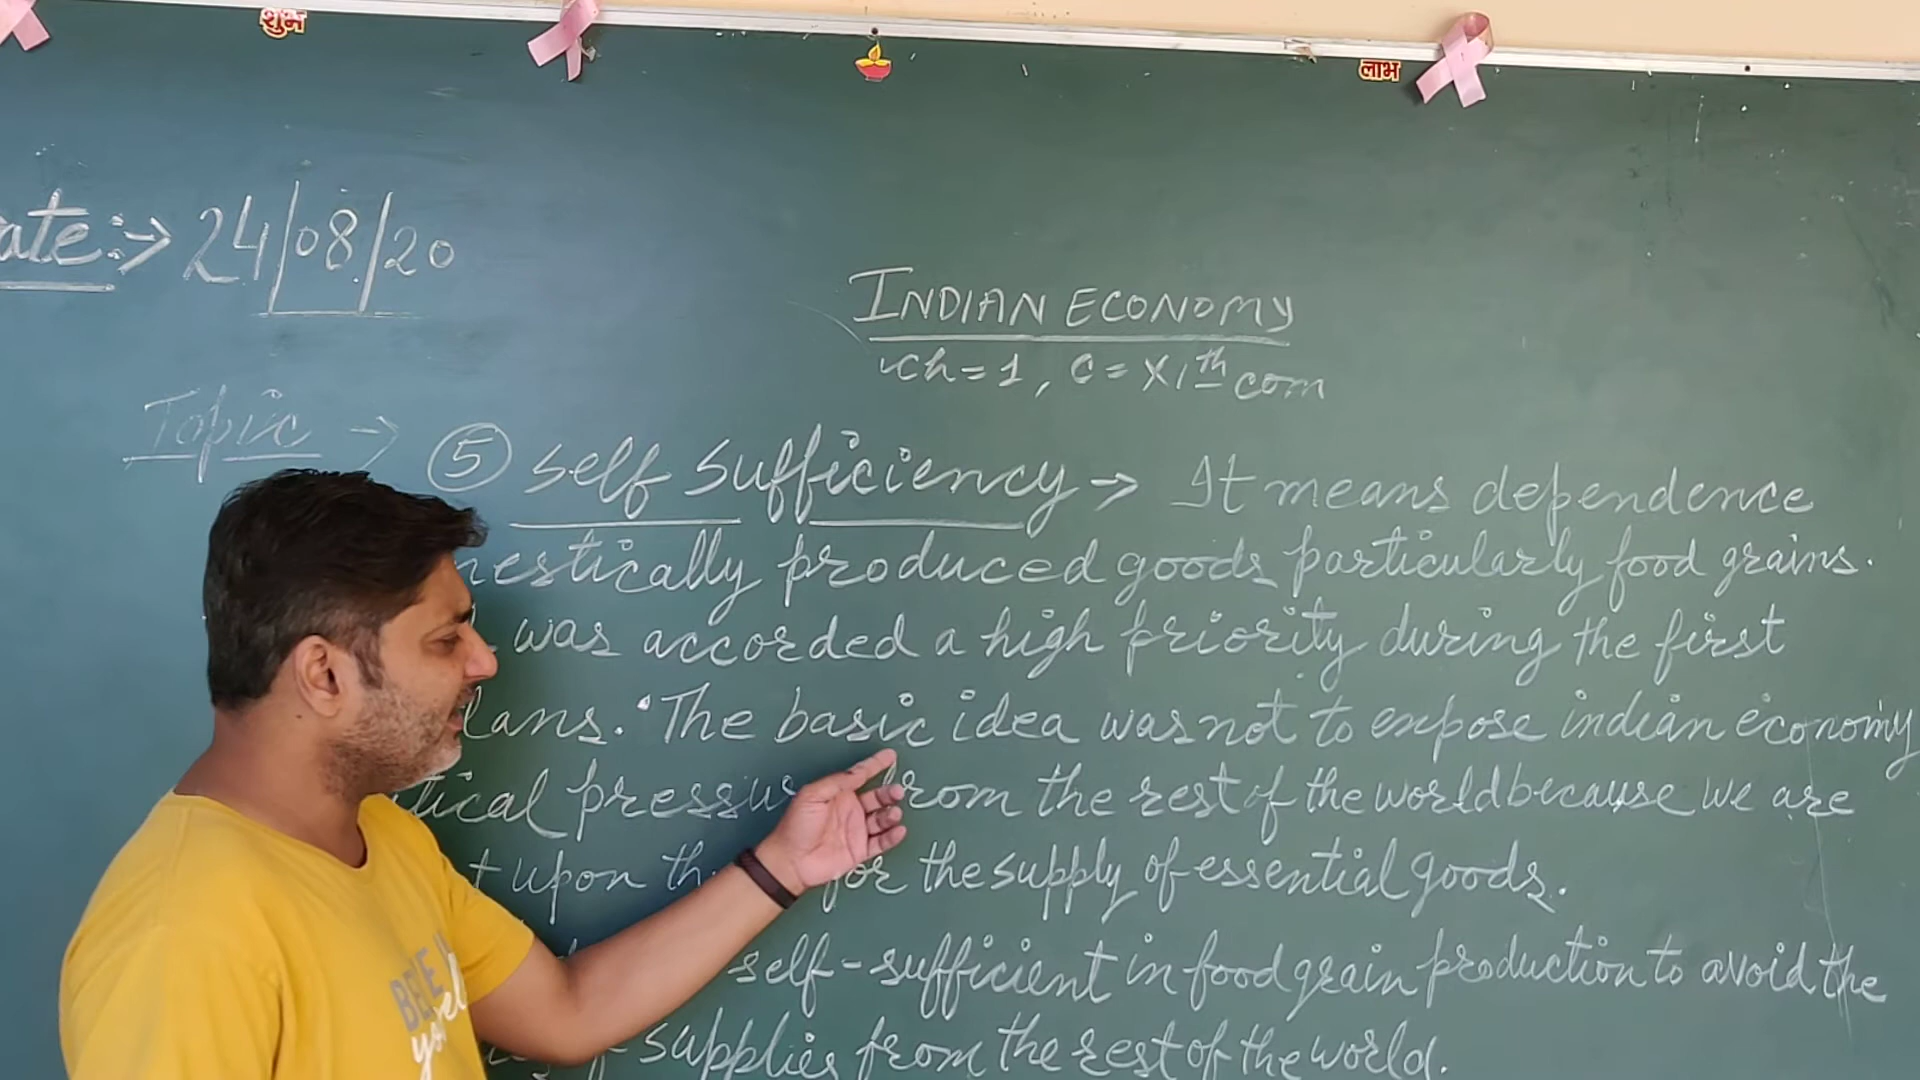 शुभ
लाभ
ate:-> 24/08/20
INDIAN ECONOMY
Ch=1, C= XIth com
Topic -> ⑤ Self Sufficiency -> It means dependence
mestically produced goods particularly food grains.
was accorded a high priority during the first
lans. The basic idea was not to expose indian economy
itical from the rest of the world because we are
t upon for the supply of essential goods.
self-sufficient in food grain production to avoid the
supplies from the rest of the world.
BE